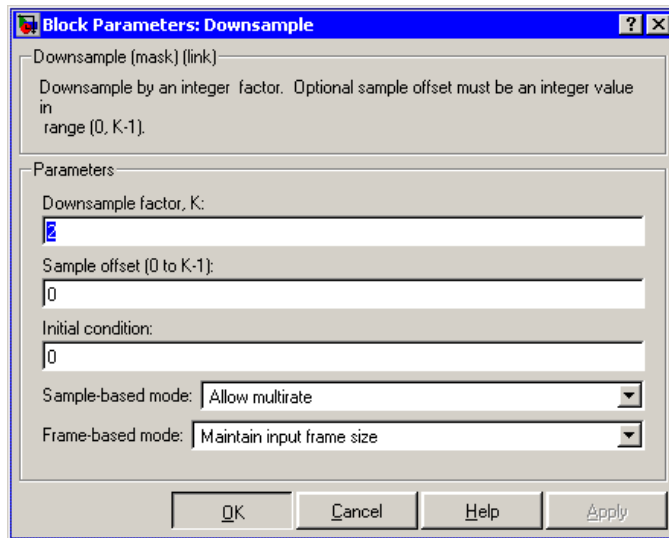 Block Parameters: Downsample
Downsample (mask) (link)
Downsample by an integer factor. Optional sample offset must be an integer value
in
range (0, K-1).
Parameters
Downsample factor, K:
2
Sample offset (0 to K-1):
0
Initial condition:
0
Sample-based mode: Allow multirate
Frame-based mode: Maintain input frame size
OK Cancel Help Apply